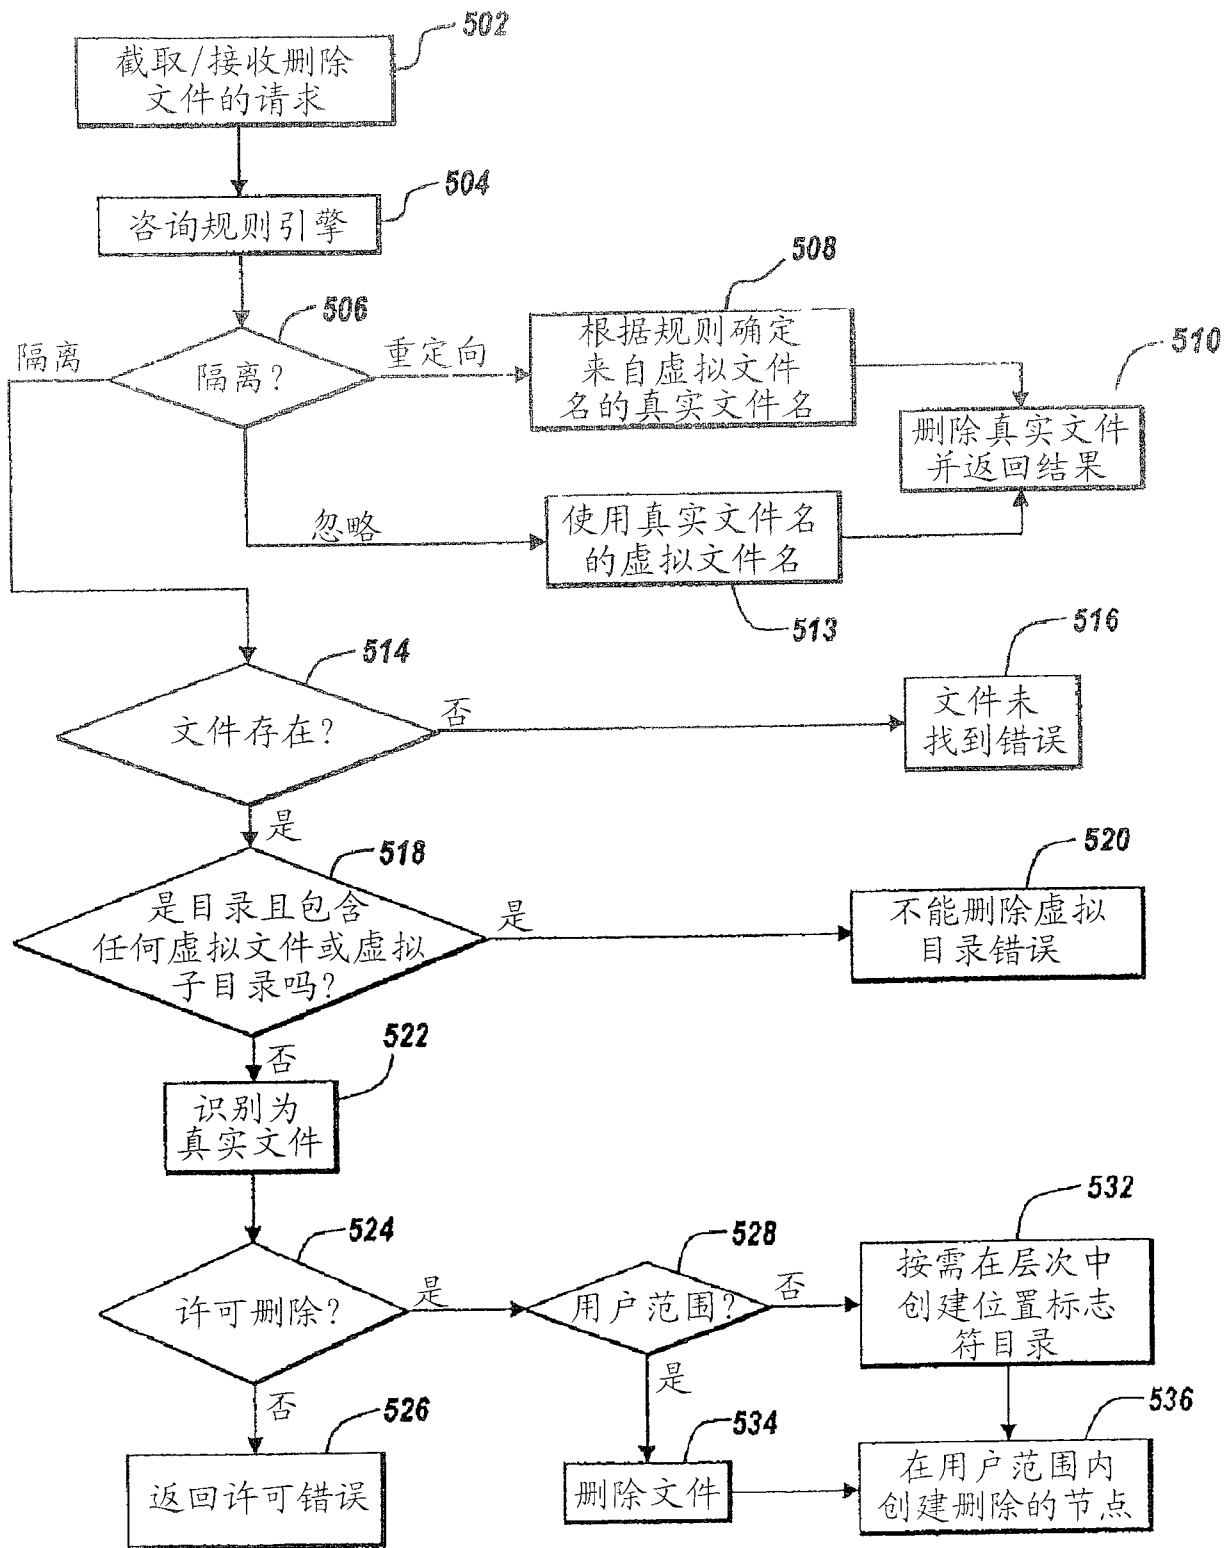 502
截取/接收删除
文件的请求
504
咨询规则引擎
506
隔离
隔离?
重定向
508
根据规则确定
来自虚拟文件
名的真实文件名
510
删除真实文件
并返回结果
忽略
使用真实文件名
的虚拟文件名
513
514
文件存在?
否
516
文件未
找到错误
是
518
是目录且包含
任何虚拟文件或虚拟
子目录吗?
是
520
不能删除虚拟
目录错误
否
522
识别为
真实文件
524
许可删除?
是
528
用户范围?
否
532
按需在层次中
创建位置标志
符目录
否
526
返回许可错误
是
534
删除文件
536
在用户范围内
创建删除的节点